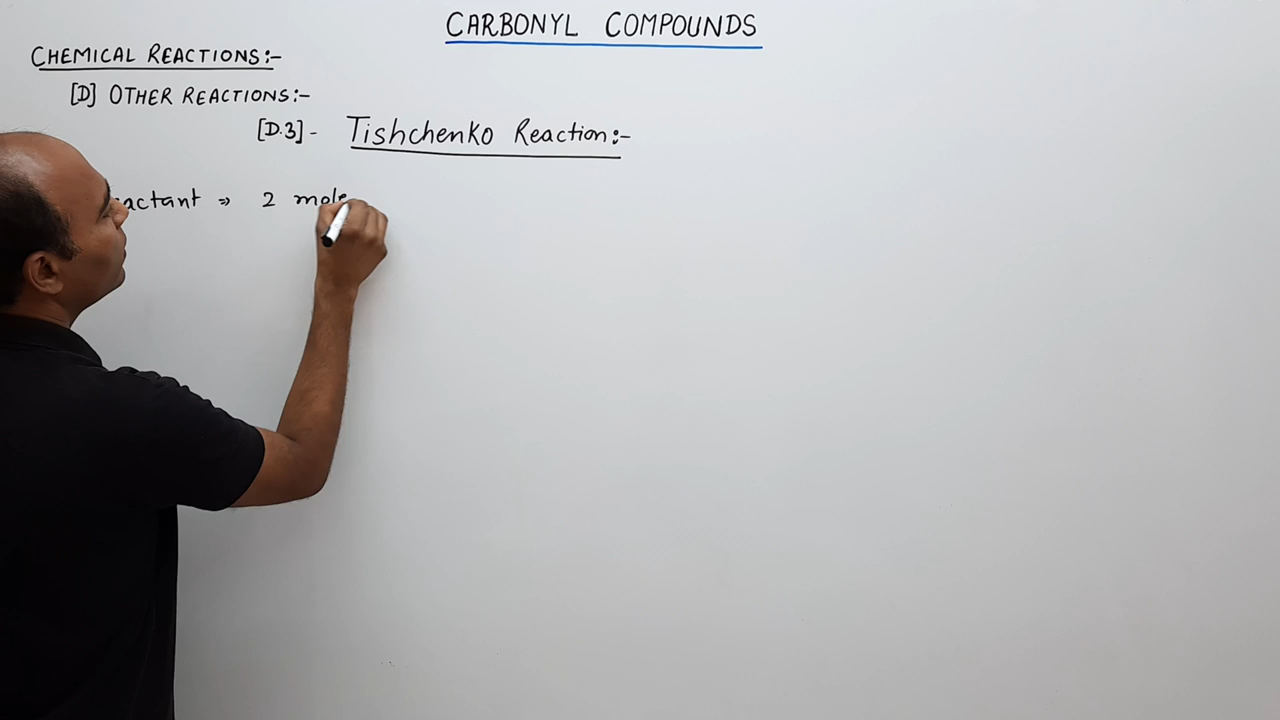 CARBONYL COMPOUNDS
CHEMICAL REACTIONS:-
[D] OTHER REACTIONS:-
[D.3] - Tishchenko Reaction:-
actant ⇒ 2 mole